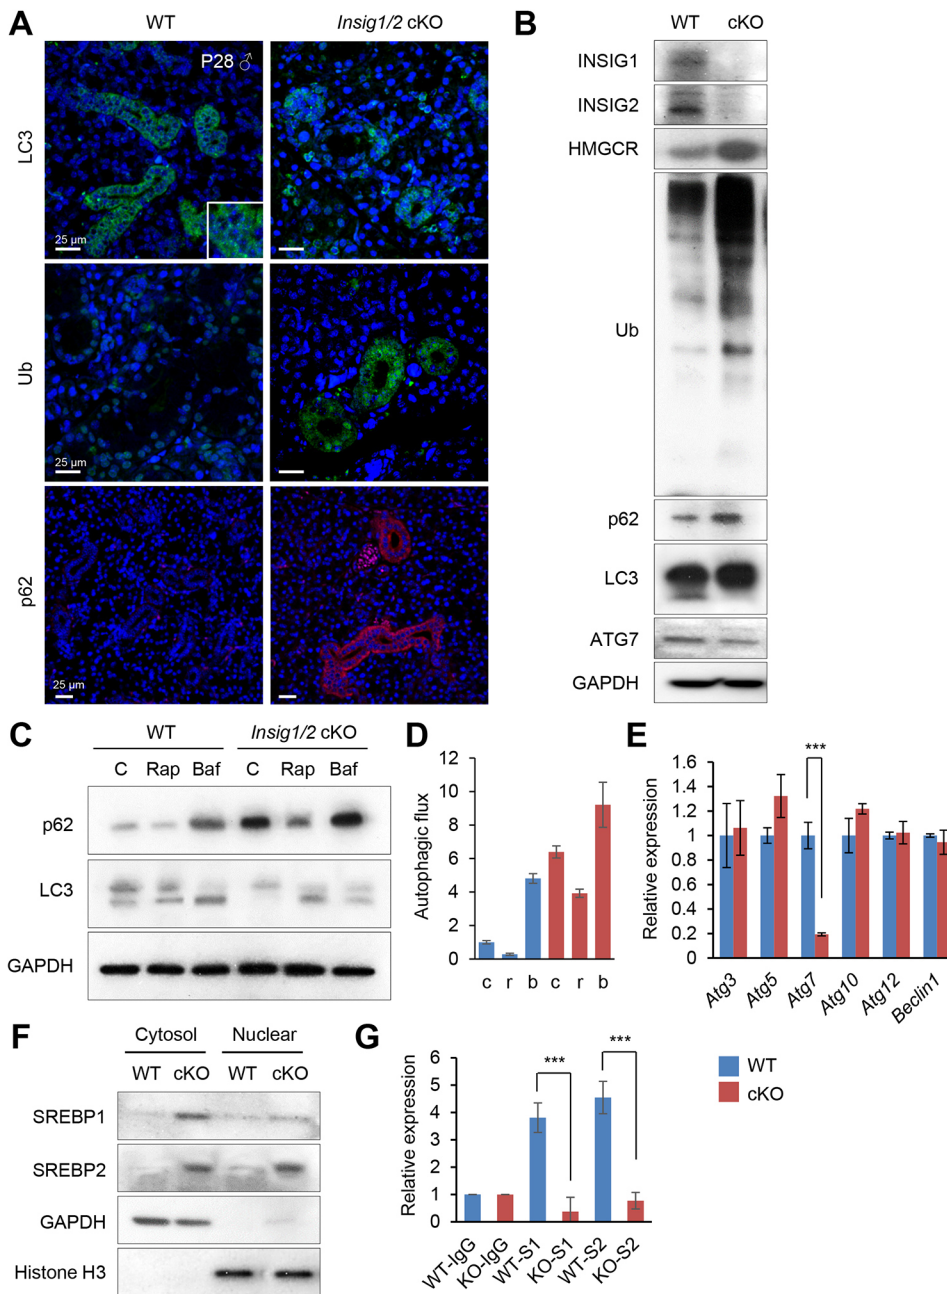 A
WT
Insig1/2 cKO
P28 ♂
LC3
25 µm
Ub
25 µm
p62
25 µm
B
WT cKO
INSIG1
INSIG2
HMGCR
Ub
p62
LC3
ATG7
GAPDH
C
WT
Insig1/2 cKO
C Rap Baf C Rap Baf
p62
LC3
GAPDH
D
Autophagic flux
12
10
8
6
4
2
0
c r b c r b
E
Relative expression
1.6
1.4
1.2
1.0
0.8
0.6
0.4
0.2
0
***
Atg3 Atg5 Atg7 Atg10 Atg12 Beclin1
F
Cytosol Nuclear
WT cKO WT cKO
SREBP1
SREBP2
GAPDH
Histone H3
G
Relative expression
6
5
4
3
2
1
0
***
***
WT-IgG KO-IgG WT-S1 KO-S1 WT-S2 KO-S2
WT
cKO